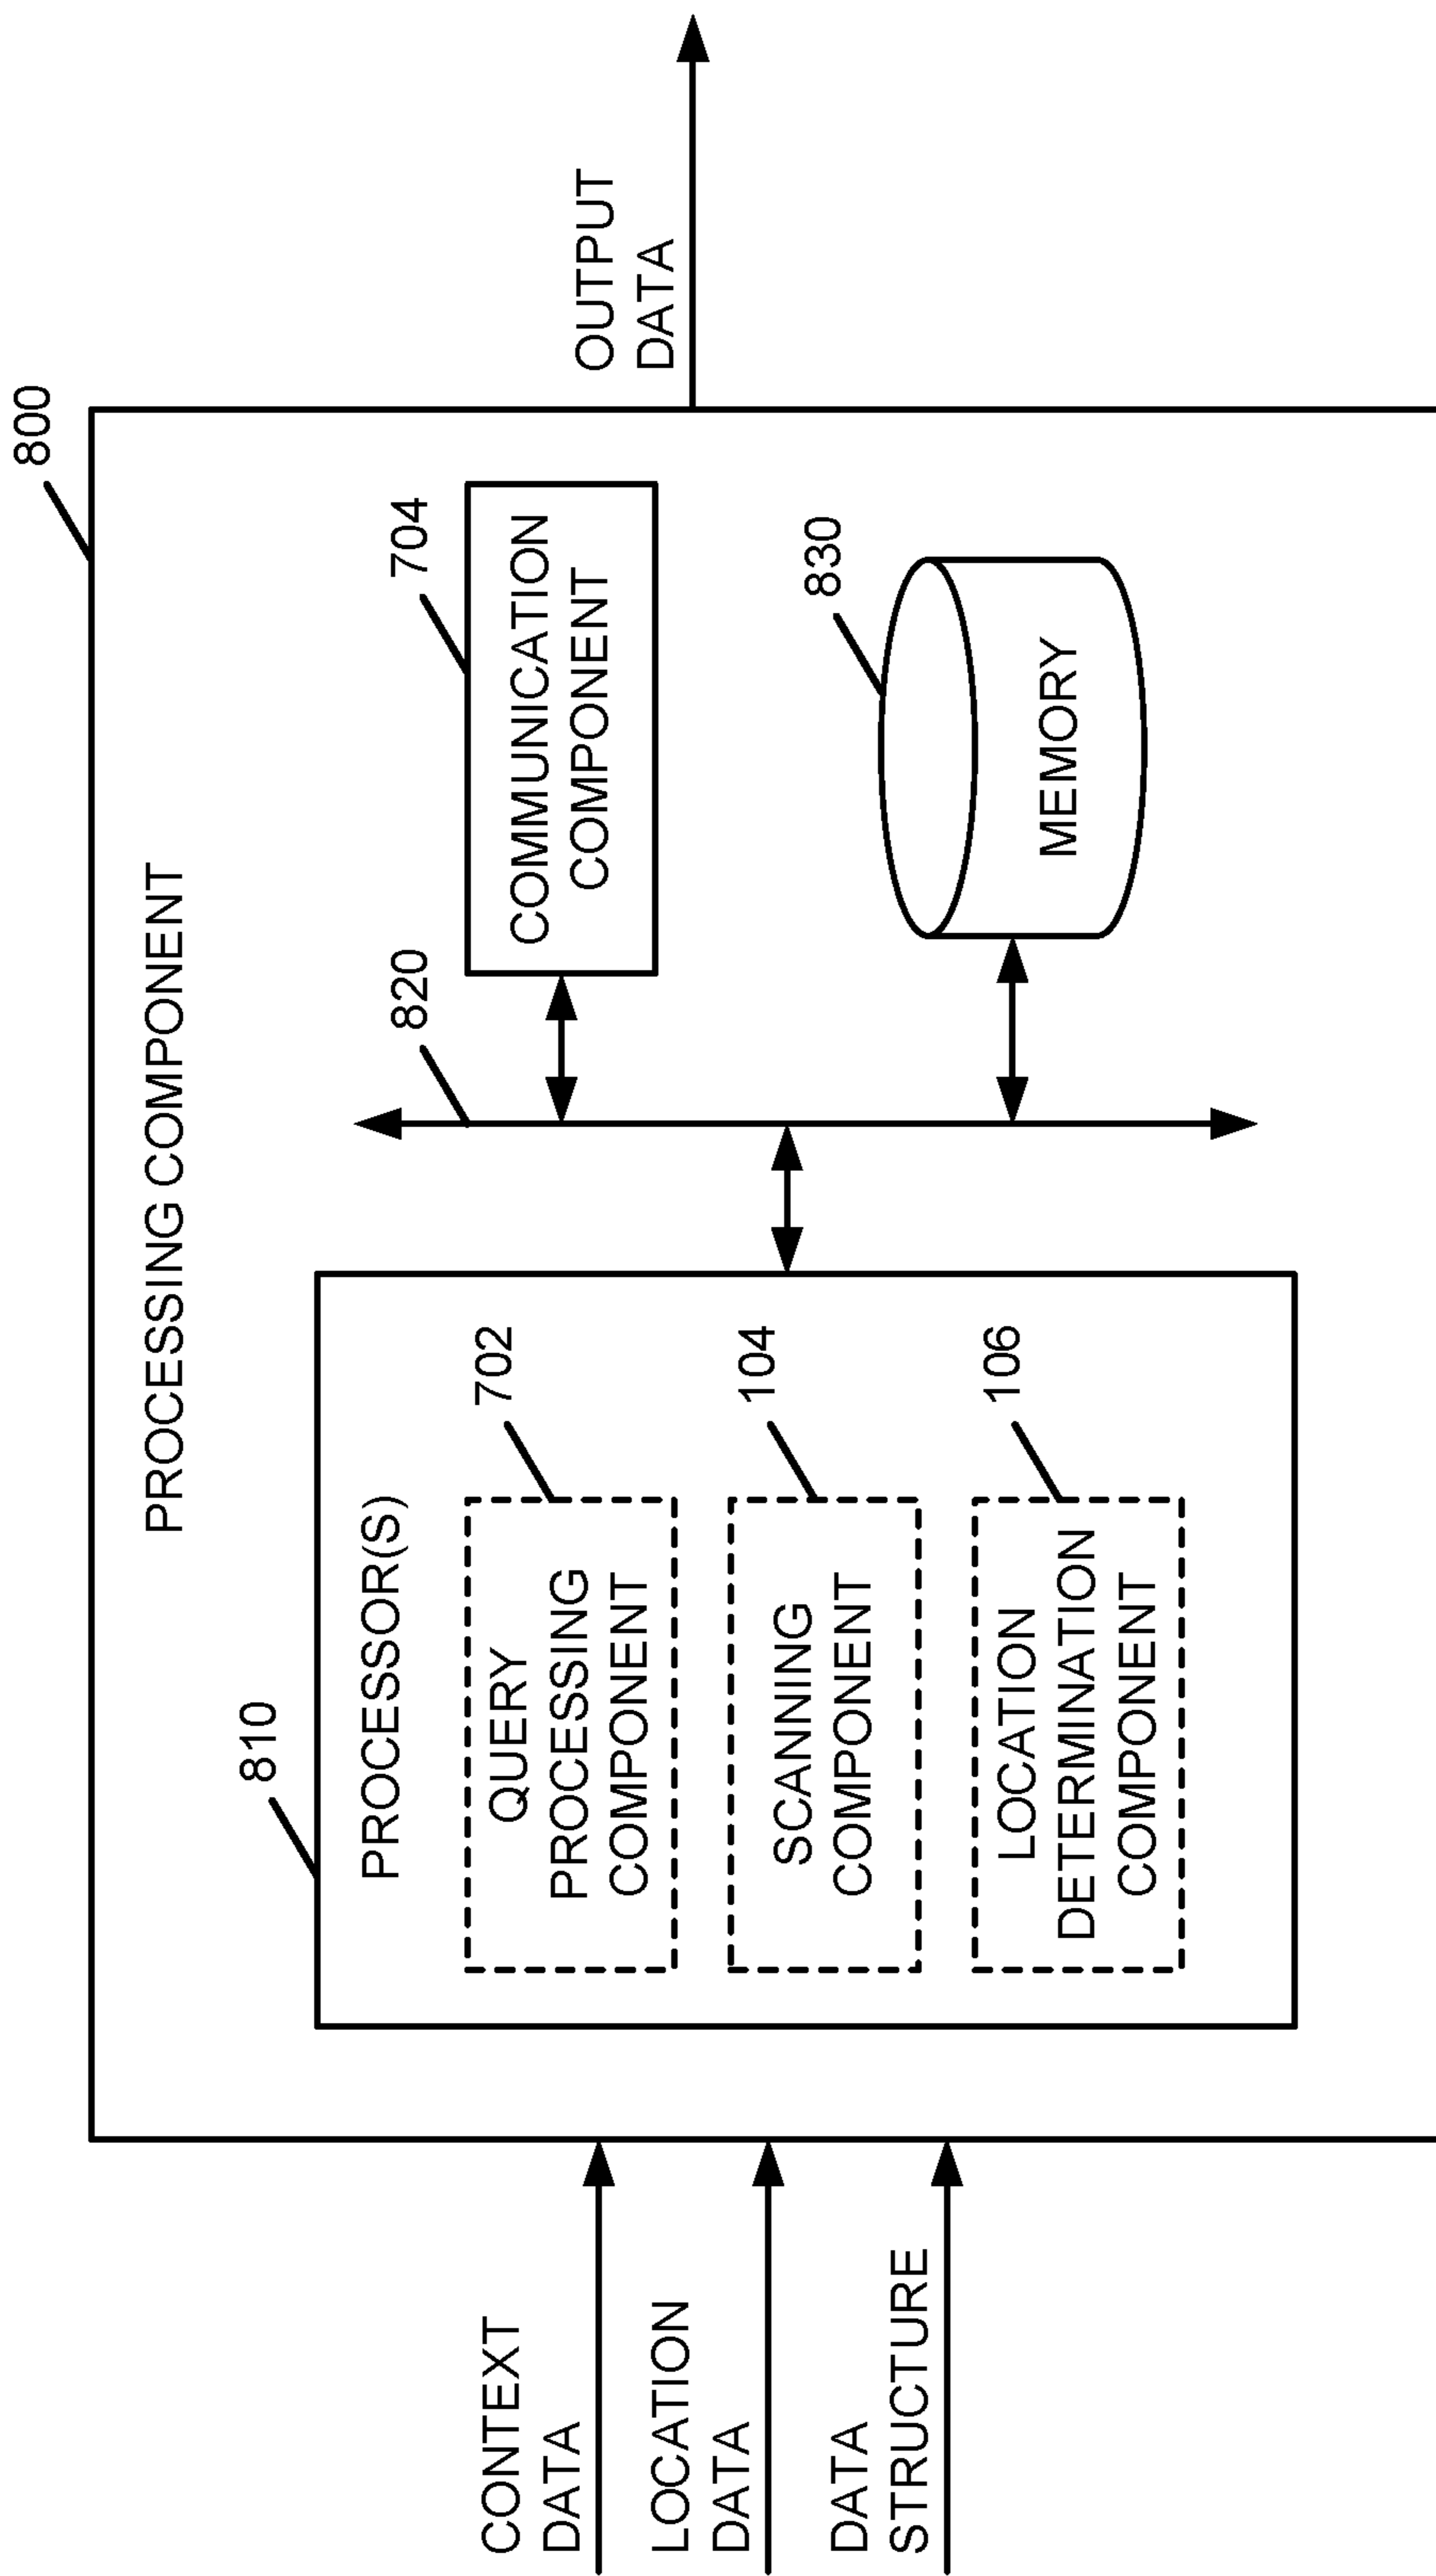 800
PROCESSING COMPONENT
810
PROCESSOR(S)
702
QUERY
PROCESSING
COMPONENT
104
SCANNING
COMPONENT
106
LOCATION
DETERMINATION
COMPONENT
820
704
COMMUNICATION
COMPONENT
830
MEMORY
CONTEXT
DATA
LOCATION
DATA
DATA
STRUCTURE
OUTPUT
DATA